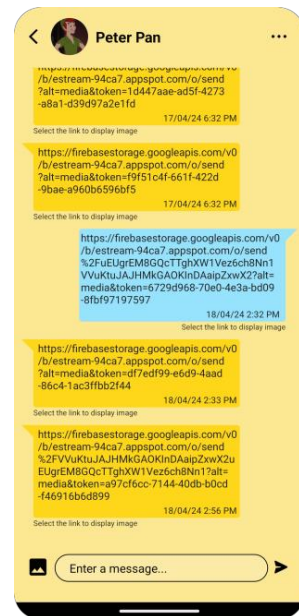 Peter Pan
https://firebasestorage.googleapis.com/v0
/b/estream-94ca7.appspot.com/o/send
?alt=media&token=1d447aae-ad5f-4273
-a8a1-d39d97a2e1fd
17/04/24 6:32 PM
Select the link to display image
https://firebasestorage.googleapis.com/v0
/b/estream-94ca7.appspot.com/o/send
?alt=media&token=f9f51c4f-661f-422d
-9bae-a960b6596bf5
17/04/24 6:32 PM
Select the link to display image
https://firebasestorage.googleapis.com/v0
/b/estream-94ca7.appspot.com/o/send
%2FuEUgrEM8GQcTTghXW1Vez6ch8Nn1
VVuKtuJAJHMkGAOKInDAaipZxwX2?alt=
media&token=6729d968-70e0-4e3a-bd09
-8fbf97197597
18/04/24 2:32 PM
Select the link to display image
https://firebasestorage.googleapis.com/v0
/b/estream-94ca7.appspot.com/o/send
?alt=media&token=df7edf99-e6d9-4aad
-86c4-1ac3ffbb2f44
18/04/24 2:33 PM
Select the link to display image
https://firebasestorage.googleapis.com/v0
/b/estream-94ca7.appspot.com/o/send
%2FVVuKtuJAJHMkGAOKInDAaipZxwX2u
EUgrEM8GQcTTghXW1Vez6ch8Nn1?alt=
media&token=a97cf6cc-7144-40db-b0cd
-f46916b6d899
18/04/24 2:56 PM
Select the link to display image
Enter a message...